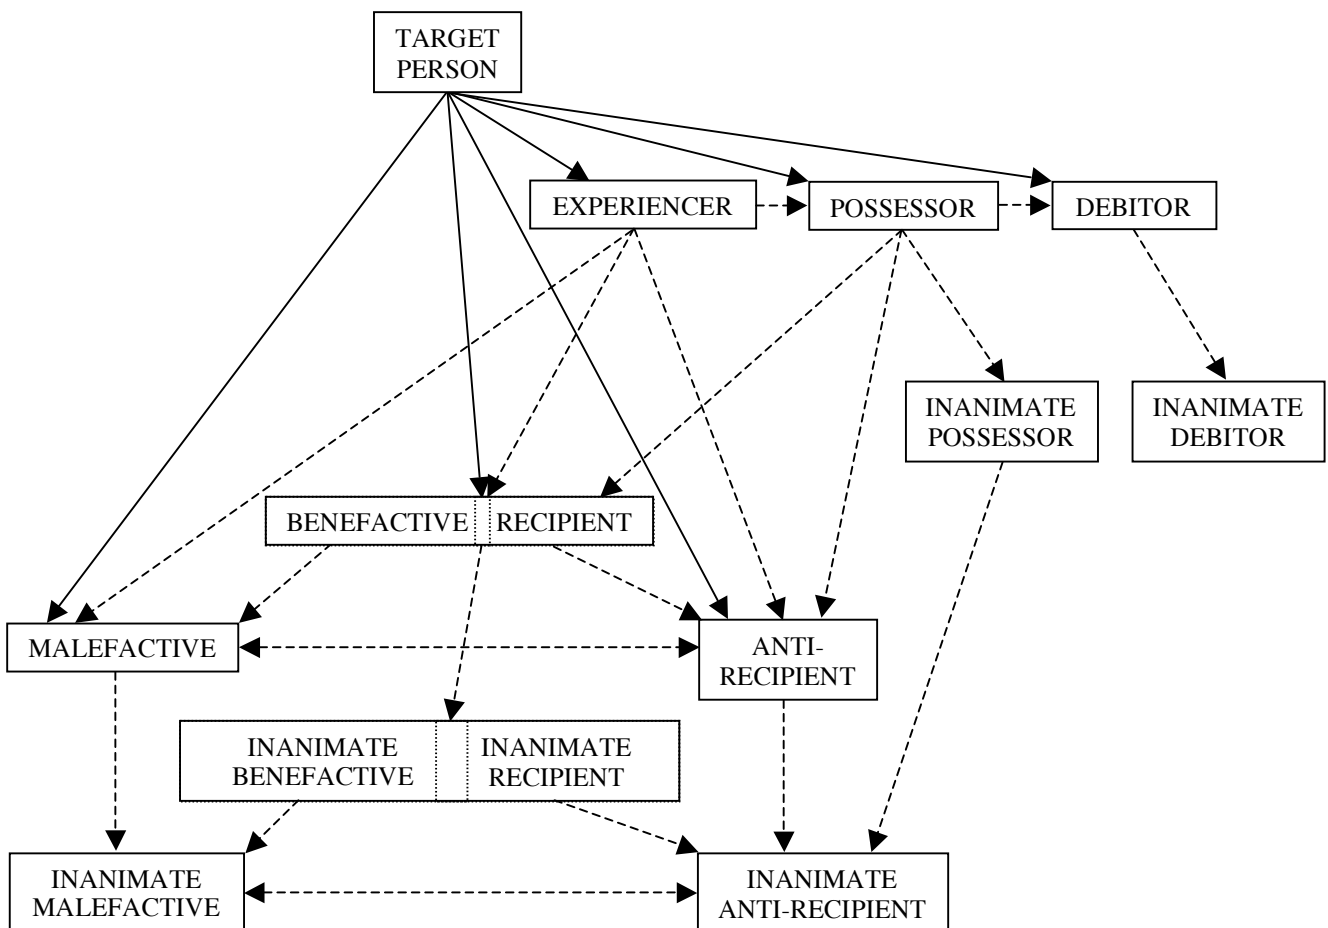 TARGET
PERSON
EXPERIENCER
POSSESSOR
DEBITOR
INANIMATE
POSSESSOR
INANIMATE
DEBITOR
BENEFACTIVE
RECIPIENT
MALEFACTIVE
ANTI-
RECIPIENT
INANIMATE
BENEFACTIVE
INANIMATE
RECIPIENT
INANIMATE
MALEFACTIVE
INANIMATE
ANTI-RECIPIENT